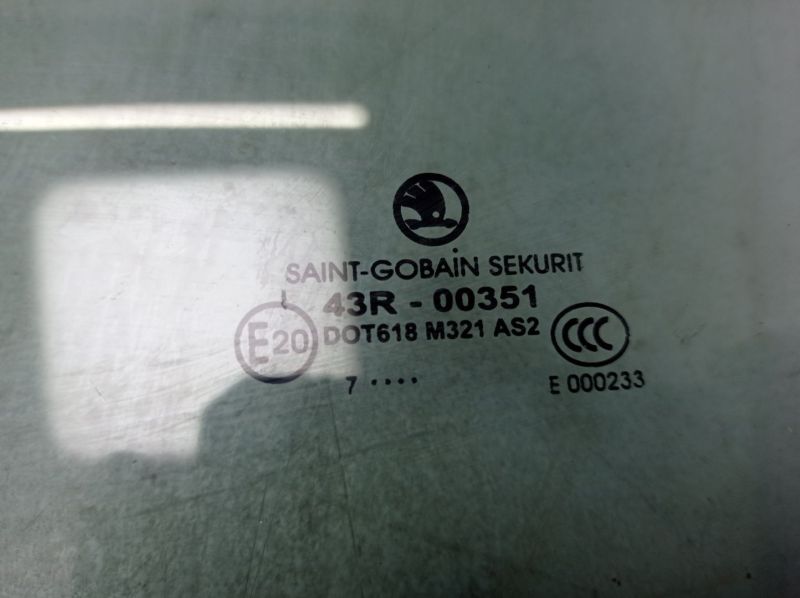 SAINT-GOBAIN SEKURIT
43R - 00351
E20 DOT618 M321 AS2 CCC
7 ····
E 000233